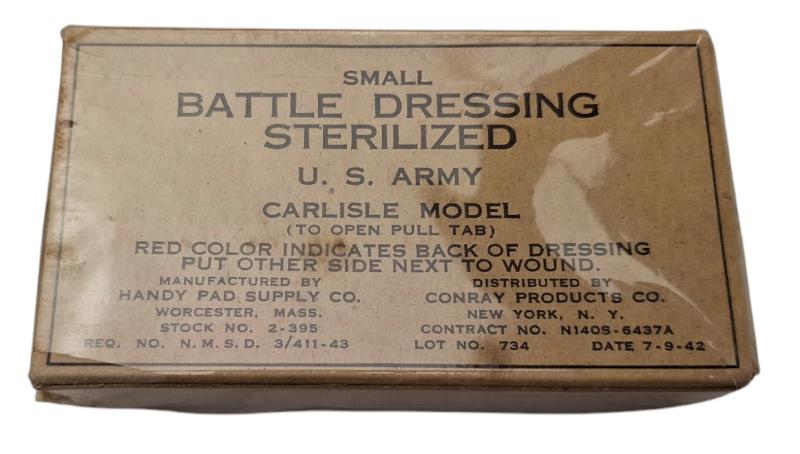 SMALL
BATTLE DRESSING
STERILIZED
U. S. ARMY
CARLISLE MODEL
(TO OPEN PULL TAB)
RED COLOR INDICATES BACK OF DRESSING
PUT OTHER SIDE NEXT TO WOUND.
MANUFACTURED BY DISTRIBUTED BY
HANDY PAD SUPPLY CO. CONRAY PRODUCTS CO.
WORCESTER, MASS. NEW YORK, N. Y.
STOCK NO. 2-395 CONTRACT NO. N140S-6437A
REQ. NO. N.M.S.D. 3/411-43 LOT NO. 734 DATE 7-9-42